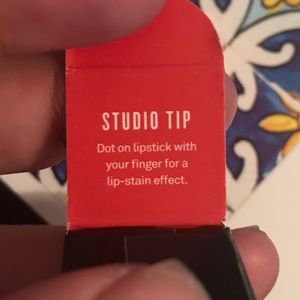 STUDIO TIP
Dot on lipstick with
your finger for a
lip-stain effect.